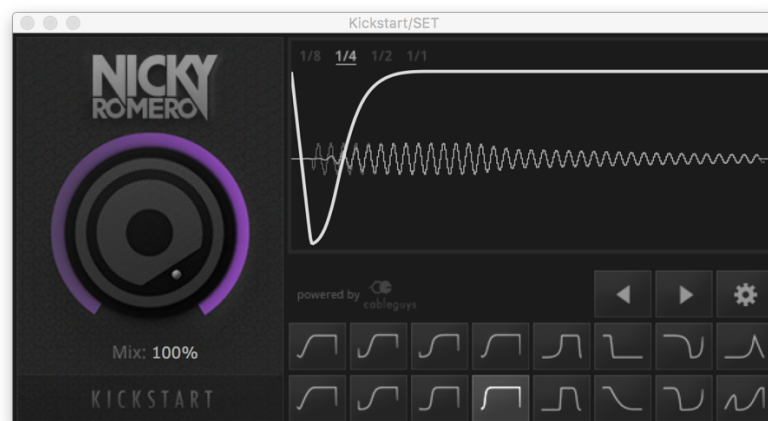 Kickstart/SET
NICKY
ROMERO
1/8 1/4 1/2 1/1
powered by cableguys
Mix: 100%
KICKSTART